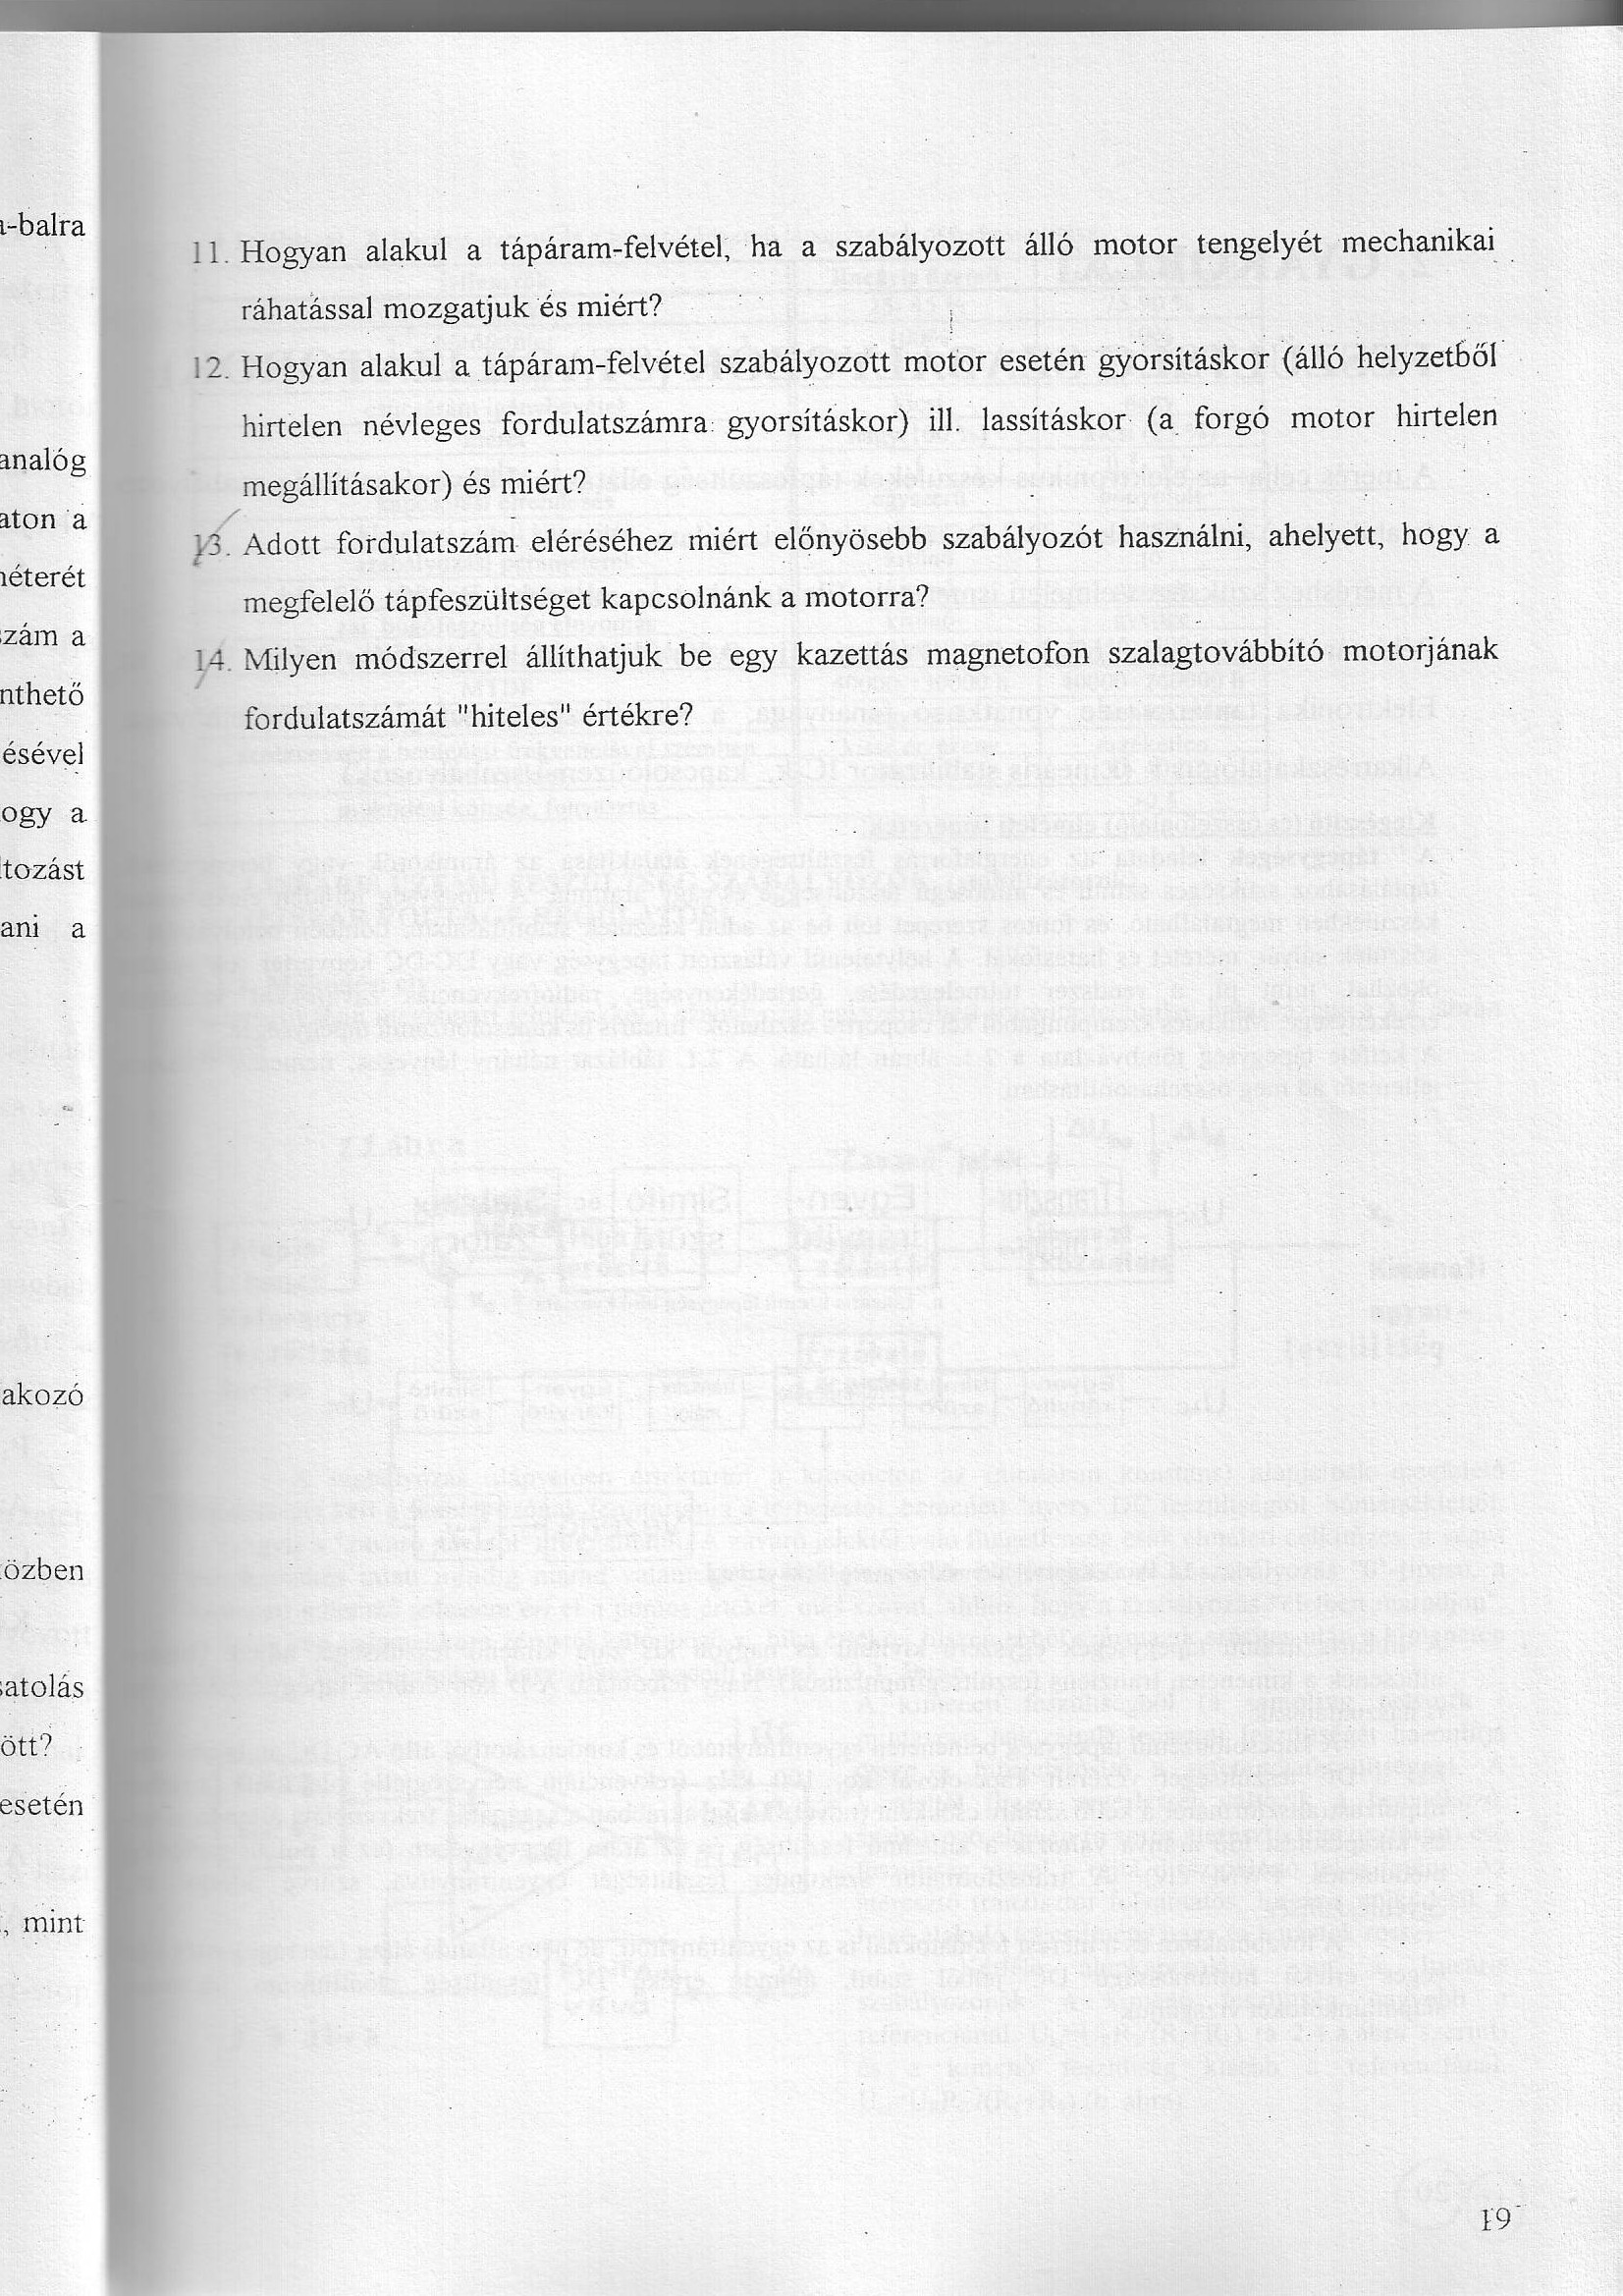 a-balra
analóg
aton a
méterét
szám a
nthető
ésével
ogy a
ltozást
ani a
akozó
közben
satolás
ött?
esetén
, mint
11. Hogyan alakul a tápáram-felvétel, ha a szabályozott álló motor tengelyét mechanikai
ráhatással mozgatjuk és miért?
12. Hogyan alakul a tápáram-felvétel szabályozott motor esetén gyorsításkor (álló helyzetből
hirtelen névleges fordulatszámra gyorsításkor) ill. lassításkor (a forgó motor hirtelen
megállításakor) és miért?
13. Adott fordulatszám eléréséhez miért előnyösebb szabályozót használni, ahelyett, hogy a
megfelelő tápfeszültséget kapcsolnánk a motorra?
14. Milyen módszerrel állíthatjuk be egy kazettás magnetofon szalagtovábbító motorjának
fordulatszámát "hiteles" értékre?
19